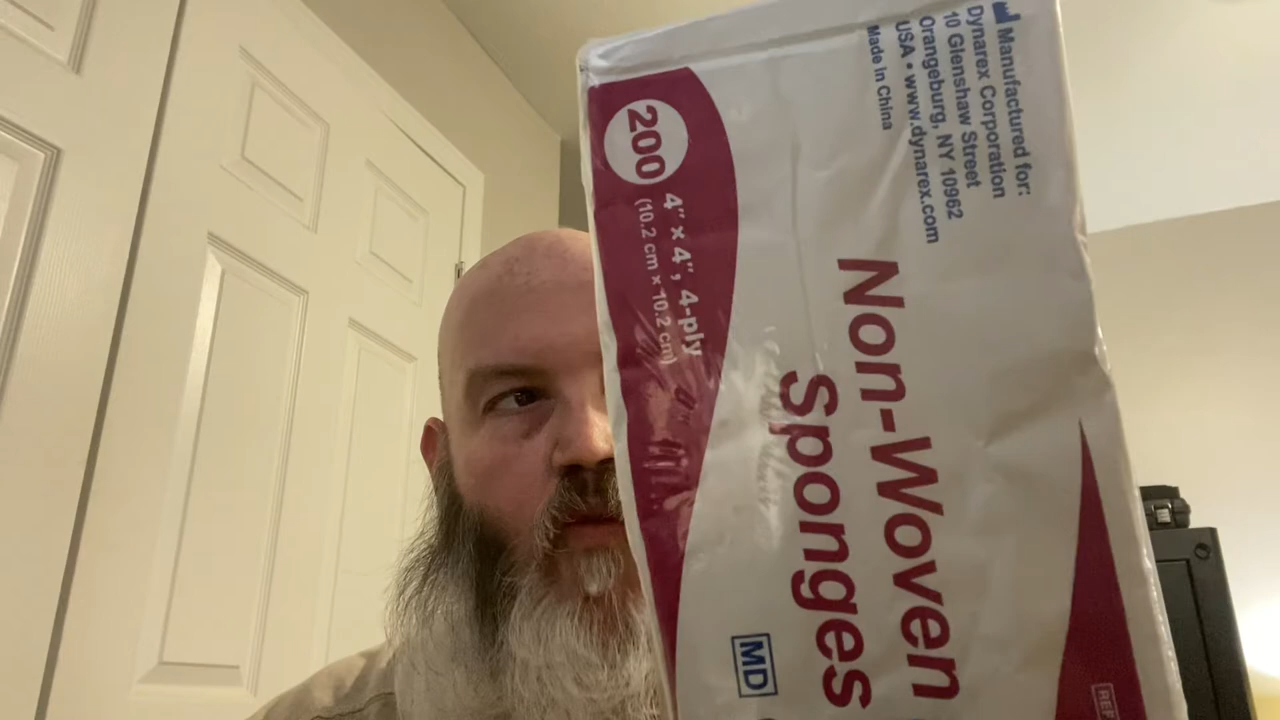 Manufactured for:
Dynarex Corporation
10 Glenshaw Street
Orangeburg, NY 10962
USA • www.dynarex.com
Made in China
Non-Woven
Sponges
200
4" x 4", 4-ply
(10.2 cm x 10.2 cm)
MD
REF